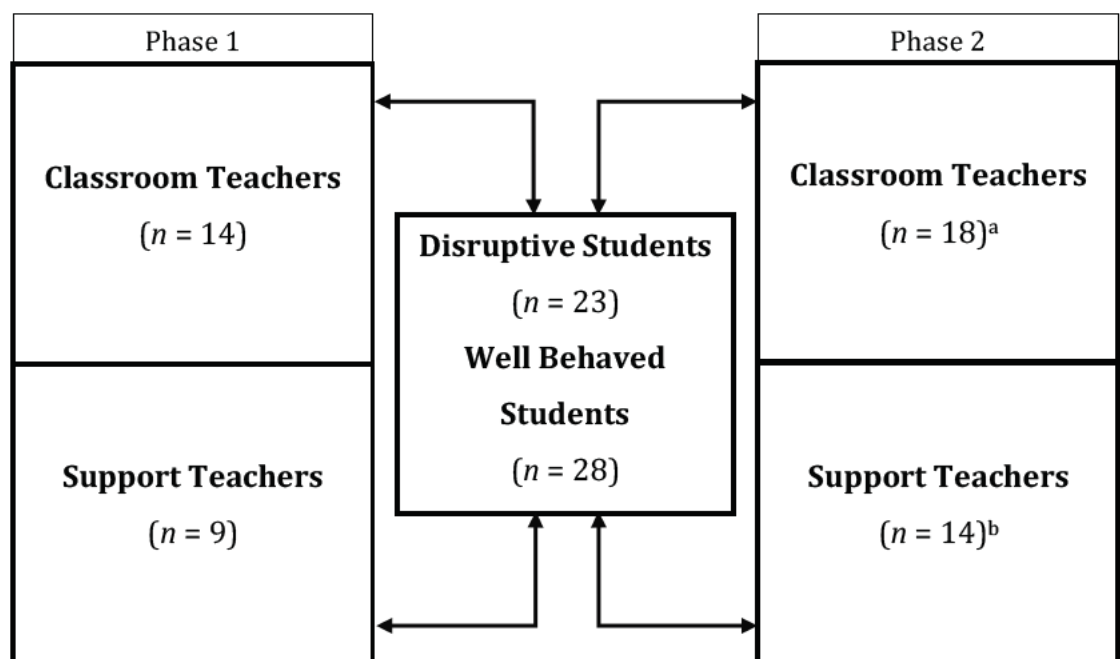 Phase 1
Classroom Teachers
(n = 14)
Support Teachers
(n = 9)
Disruptive Students
(n = 23)
Well Behaved
Students
(n = 28)
Phase 2
Classroom Teachers
(n = 18)ᵃ
Support Teachers
(n = 14)ᵇ